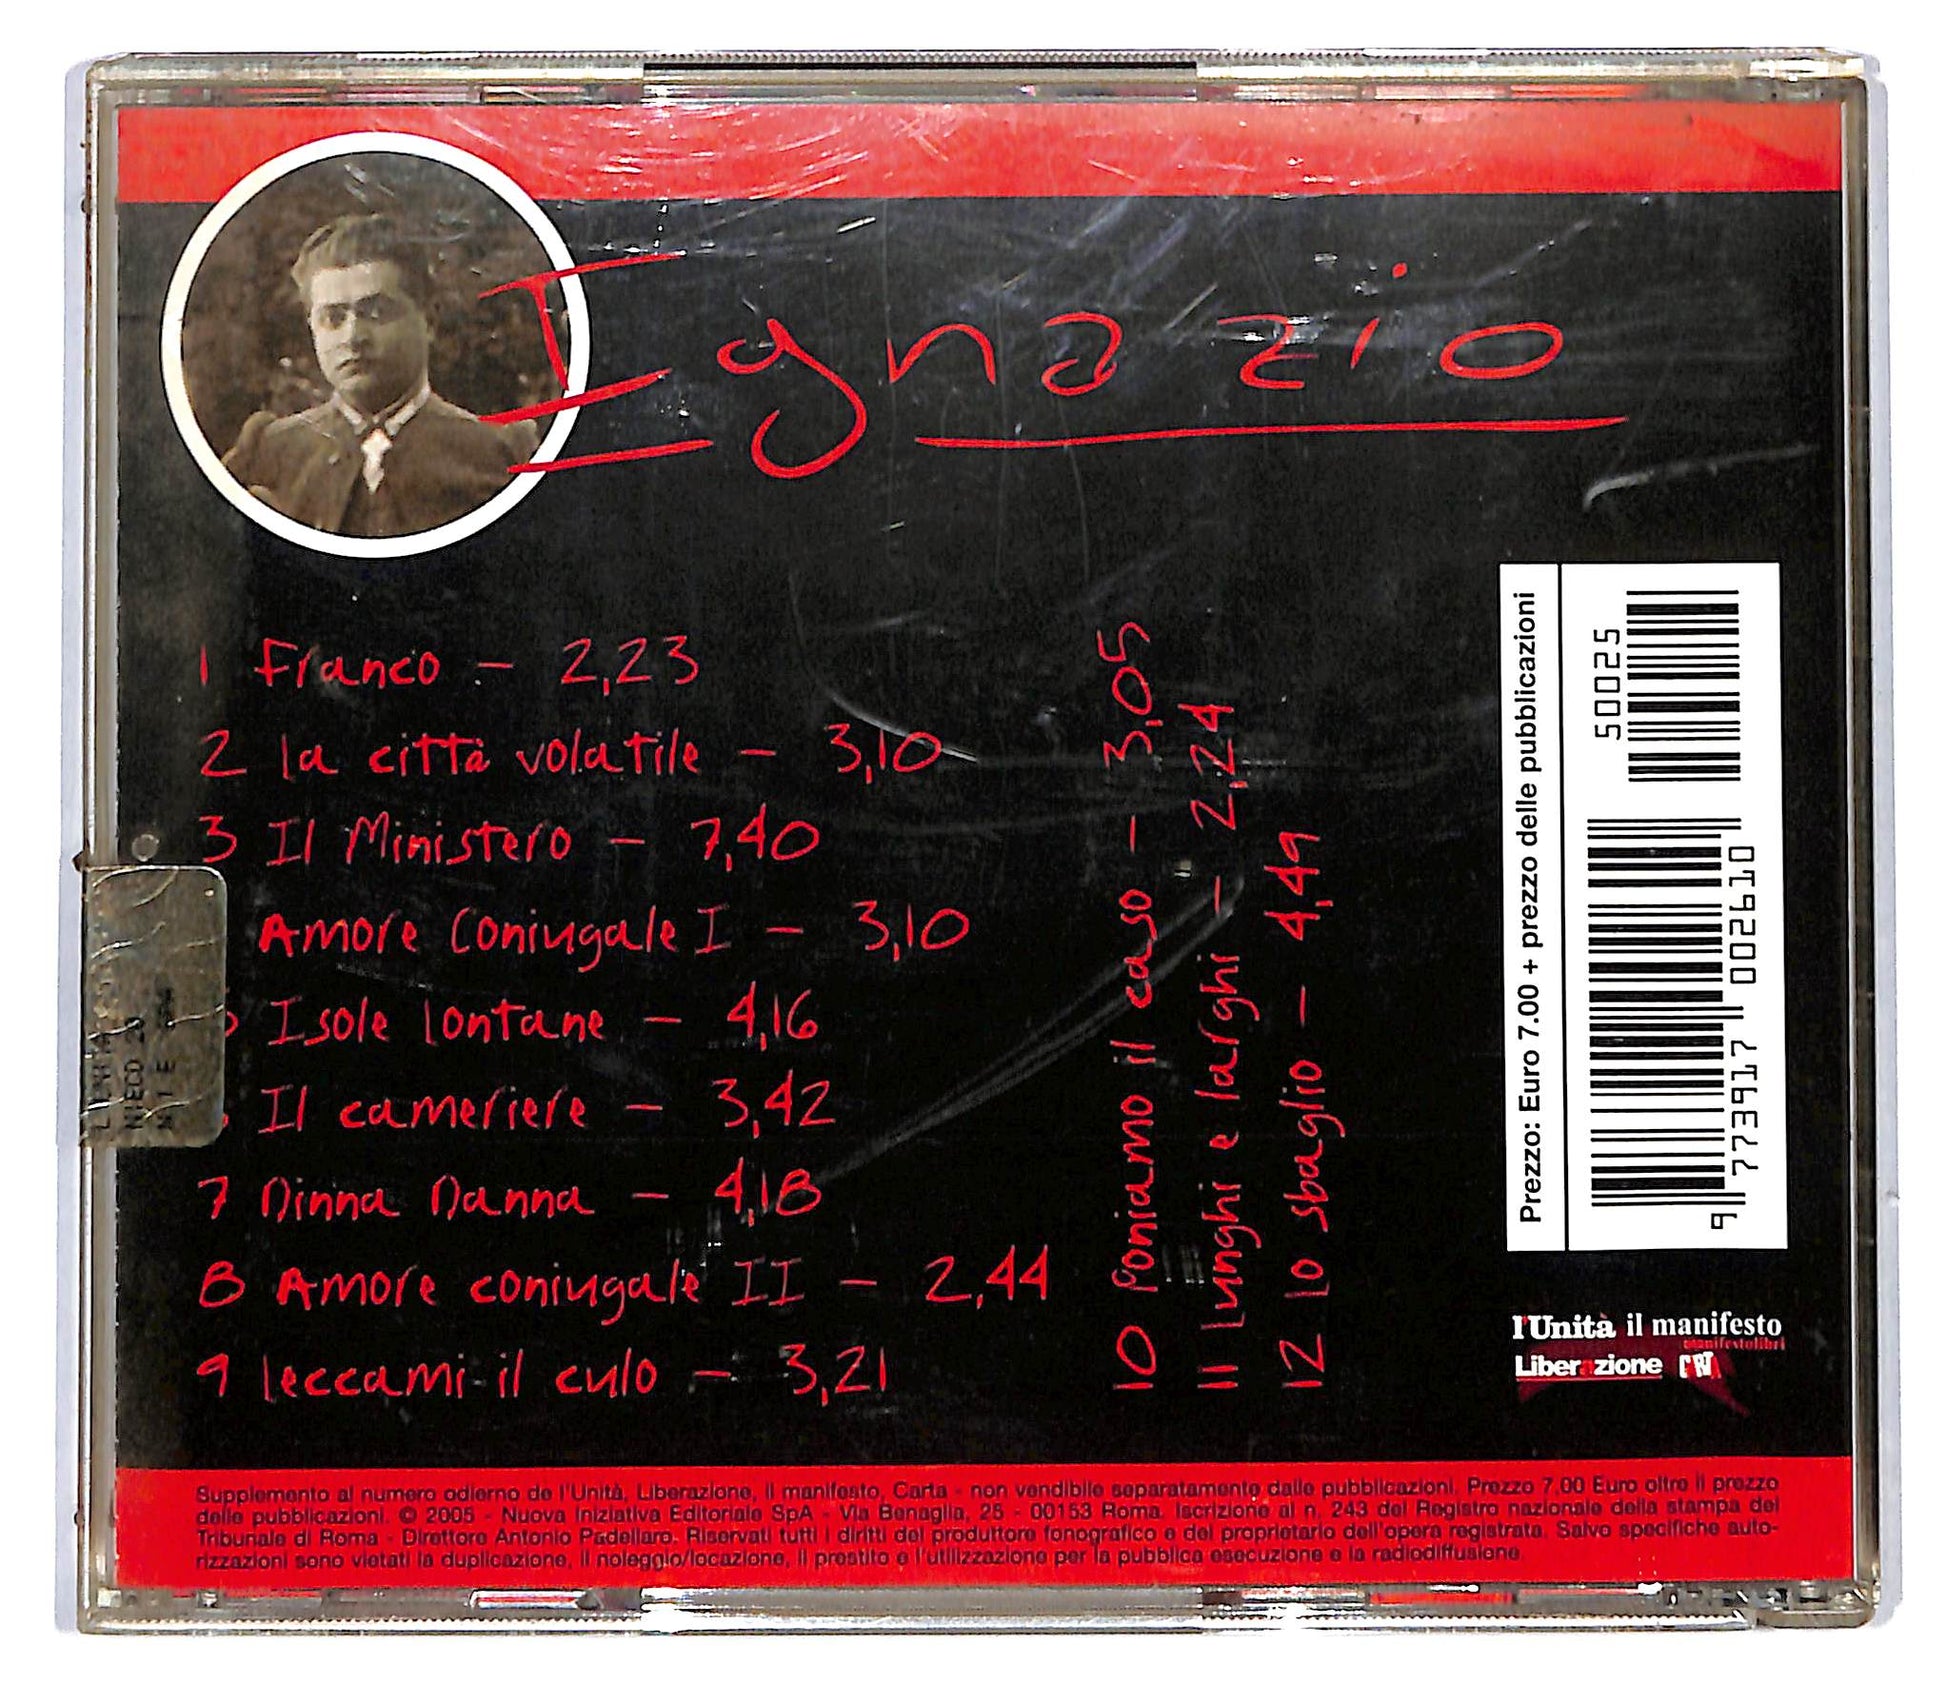 Ignazio
1 Franco – 2,23
2 la città volatile – 3,10
3 Il Ministero – 7,40
Amore coniugale I – 3,10
Isole lontane – 4,16
Il cameriere – 3,42
7 Ninna Nanna – 4,18
8 Amore coniugale II – 2,44
9 leccami il culo – 3,21
10 Poniamo il caso – 3,05
11 Lunghi e larghi – 2,24
12 lo sbaglio – 4,49
Prezzo: Euro 7.00 + prezzo delle pubblicazioni
50025
9 773917 002610
l'Unità il manifesto
manifestolibri
Liberazione
Supplemento al numero odierno de l'Unità, Liberazione, il manifesto, Carta - non vendibile separatamente dalle pubblicazioni. Prezzo 7,00 Euro oltre il prezzo
delle pubblicazioni. © 2005 - Nuova Iniziativa Editoriale SpA - Via Benaglia, 25 - 00153 Roma. Iscrizione al n. 243 del Registro nazionale della stampa del
Tribunale di Roma - Direttore Antonio Padellaro. Riservati tutti i diritti del produttore fonografico e del proprietario dell'opera registrata. Salvo specifiche auto-
rizzazioni sono vietati la duplicazione, il noleggio/locazione, il prestito e l'utilizzazione per la pubblica esecuzione e la radiodiffusione.